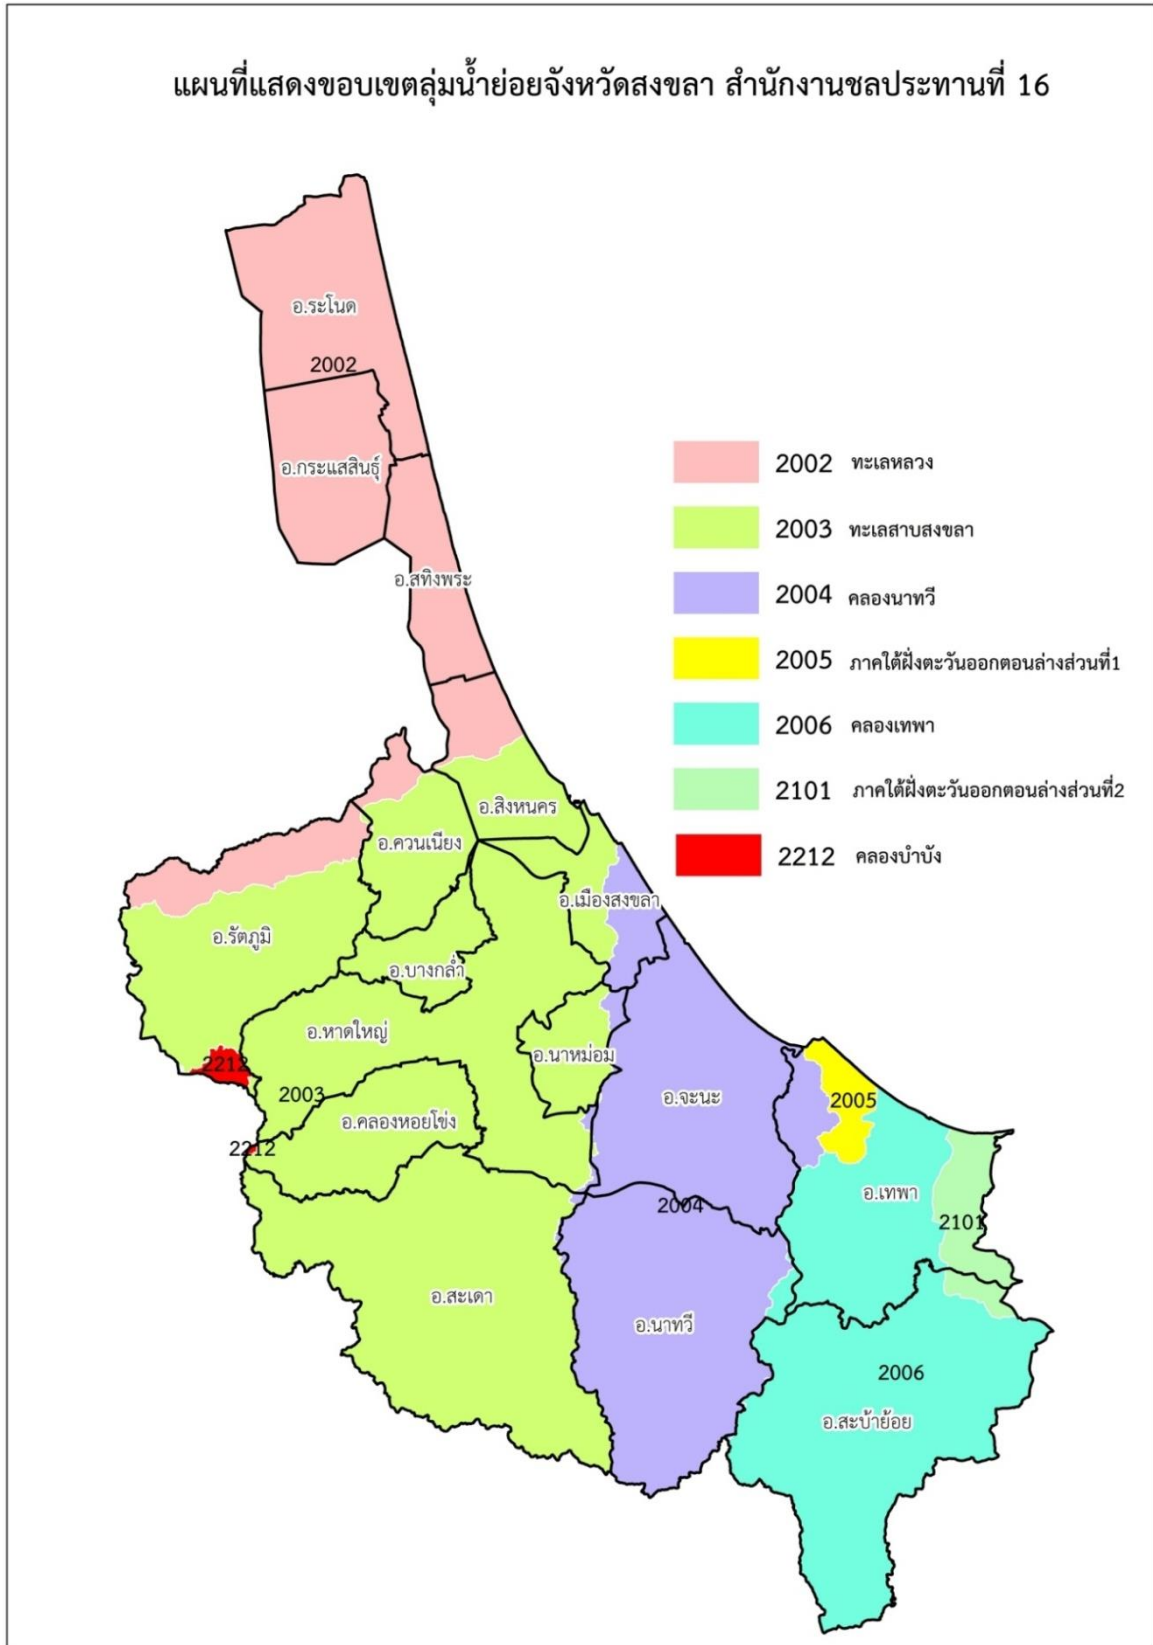 แผนที่แสดงขอบเขตลุ่มน้ำย่อยจังหวัดสงขลา สำนักงานชลประทานที่ 16
อ.ระโนด
2002
อ.กระแสสินธุ์
2002 ทะเลหลวง
2003 ทะเลสาบสงขลา
อ.สทิงพระ
2004 คลองนาทวี
2005 ภาคใต้ฝั่งตะวันออกตอนล่างส่วนที่1
2006 คลองเทพา
2101 ภาคใต้ฝั่งตะวันออกตอนล่างส่วนที่2
อ.สิงหนคร
อ.ควนเนียง
2212 คลองบำบัง
อ.เมืองสงขลา
อ.รัตภูมิ
อ.บางกล่ำ
อ.หาดใหญ่
อ.นาหม่อม
2212
2003
อ.จะนะ
2005
อ.คลองหอยโข่ง
2212
อ.เทพา
2004
2101
อ.สะเดา
อ.นาทวี
2006
อ.สะบ้าย้อย